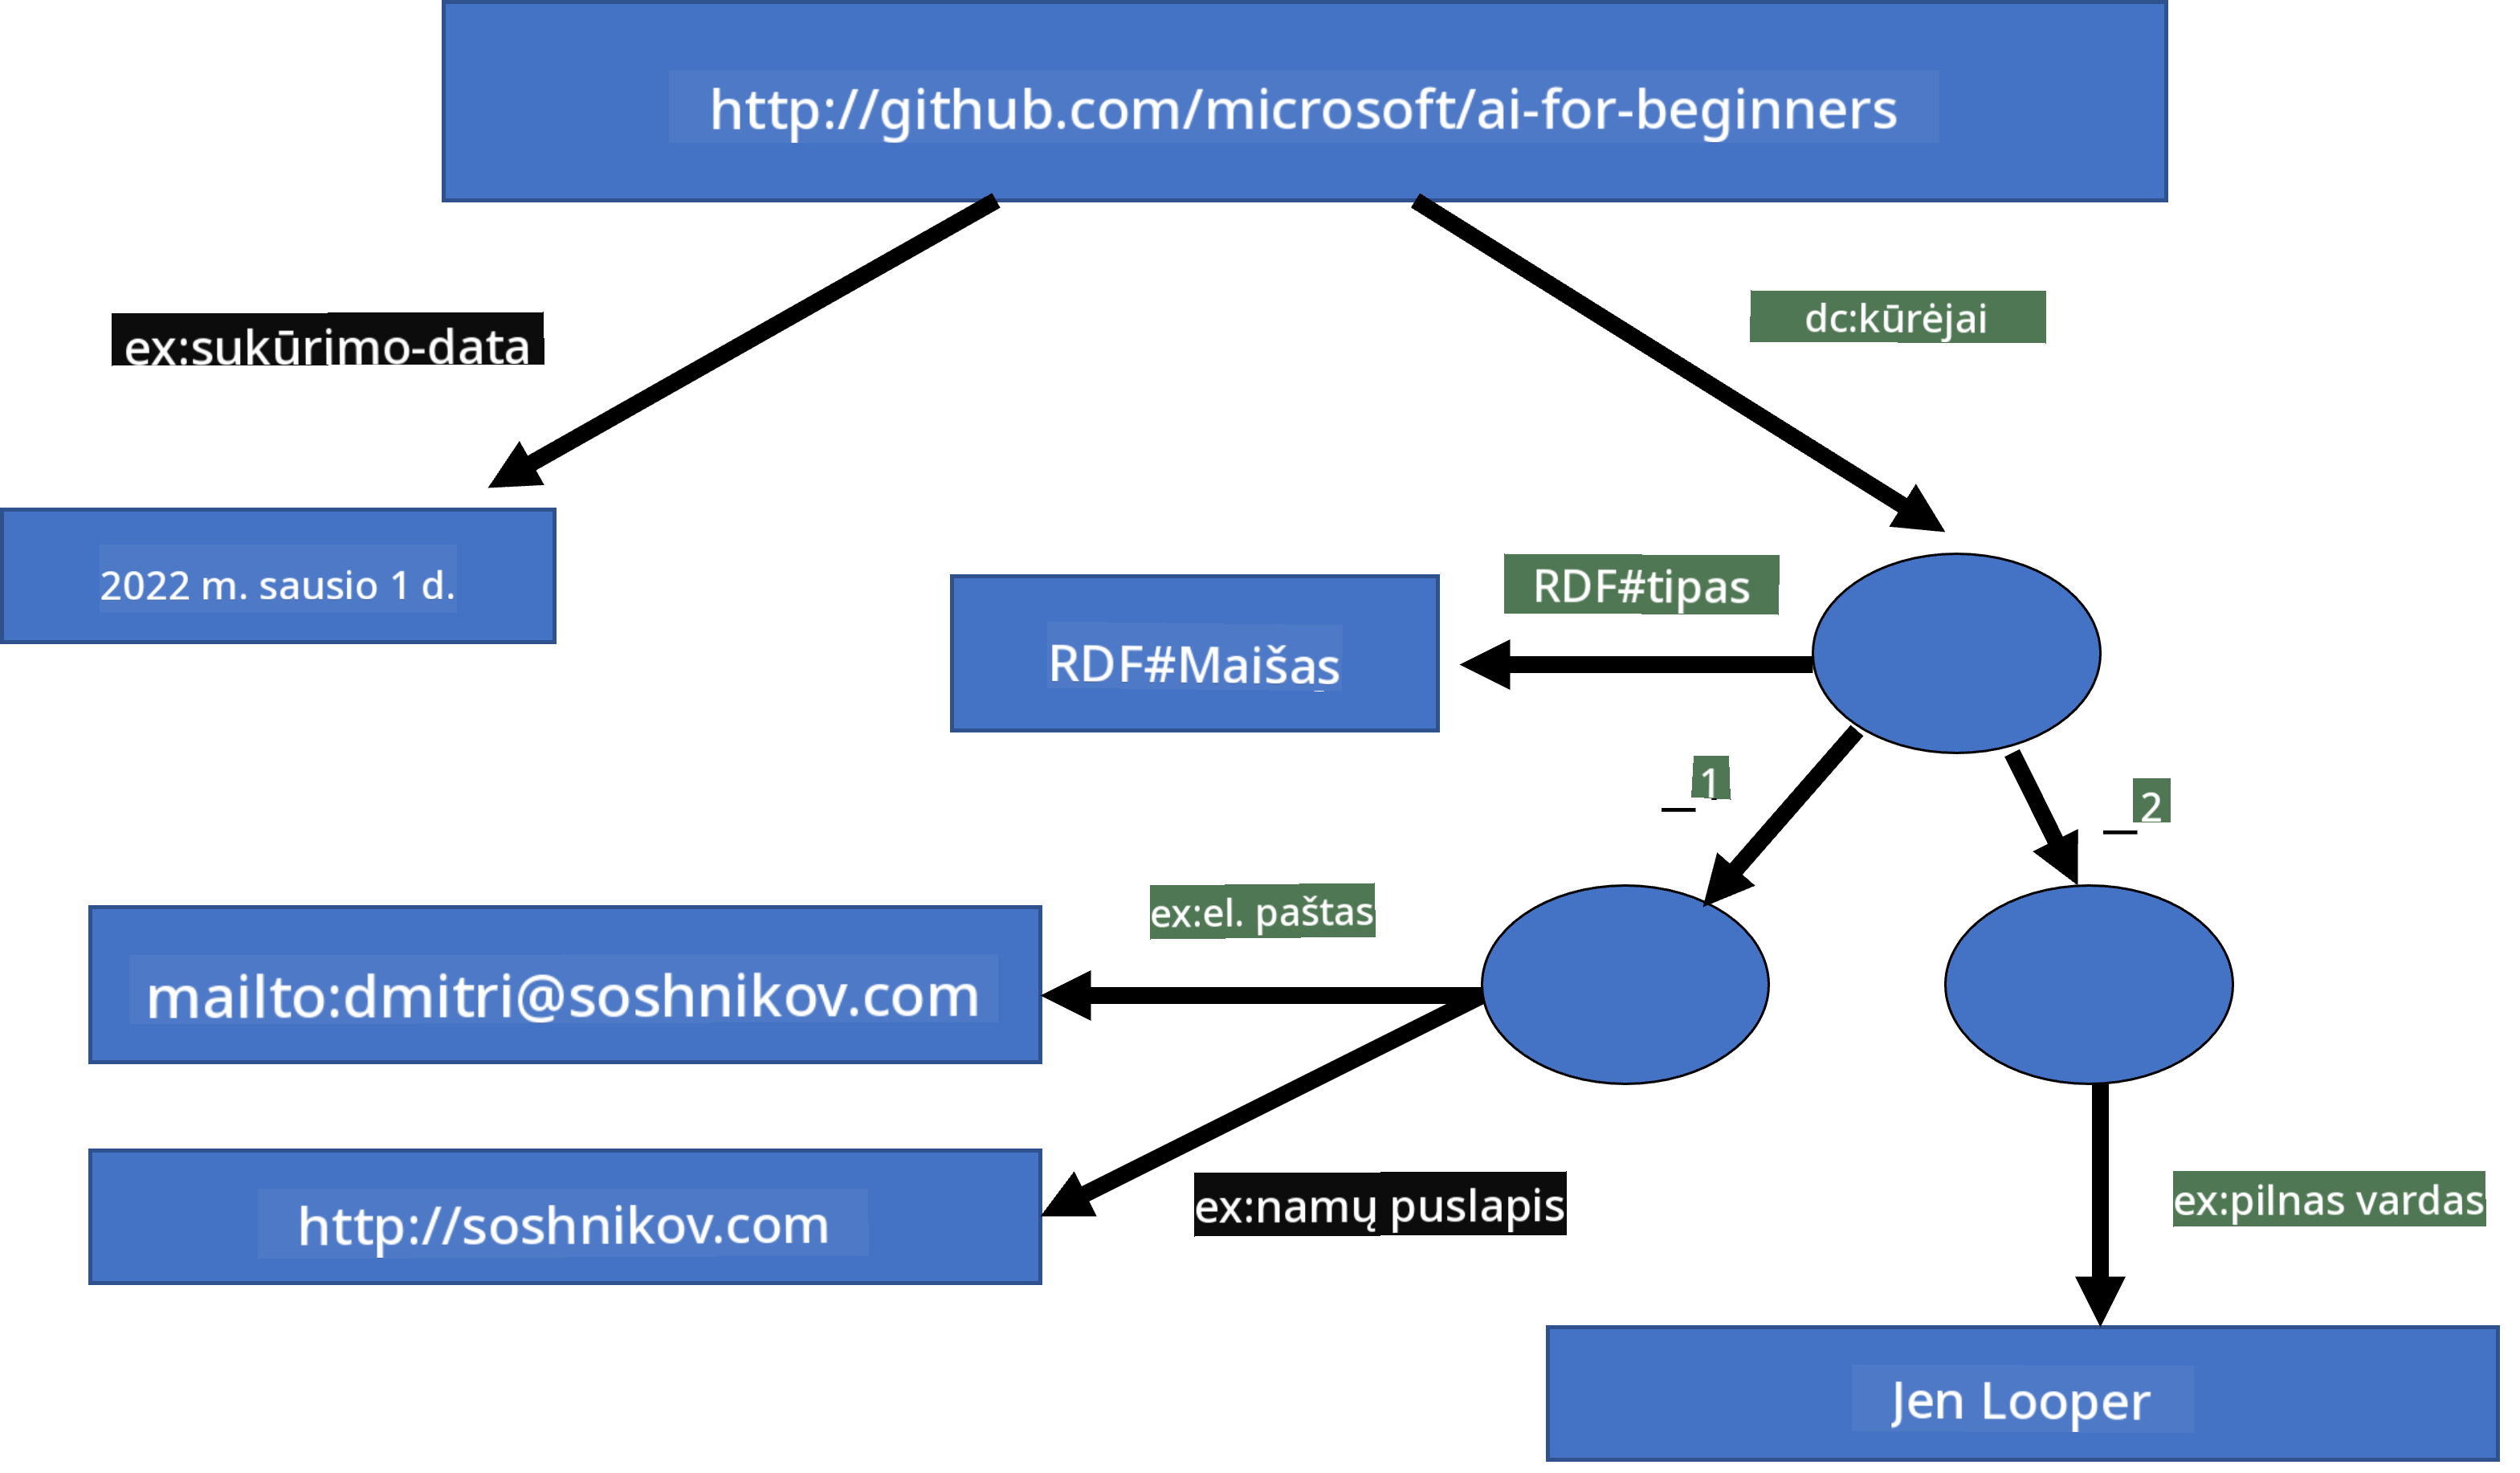 http://github.com/microsoft/ai-for-beginners
dc:kūrėjai
ex:sukūrimo-data
RDF#tipas
2022 m. sausio 1 d.
RDF#Maišas
_1
_2
ex:el. paštas
mailto:dmitri@soshnikov.com
ex:pilnas vardas
ex:namų puslapis
http://soshnikov.com
Jen Looper